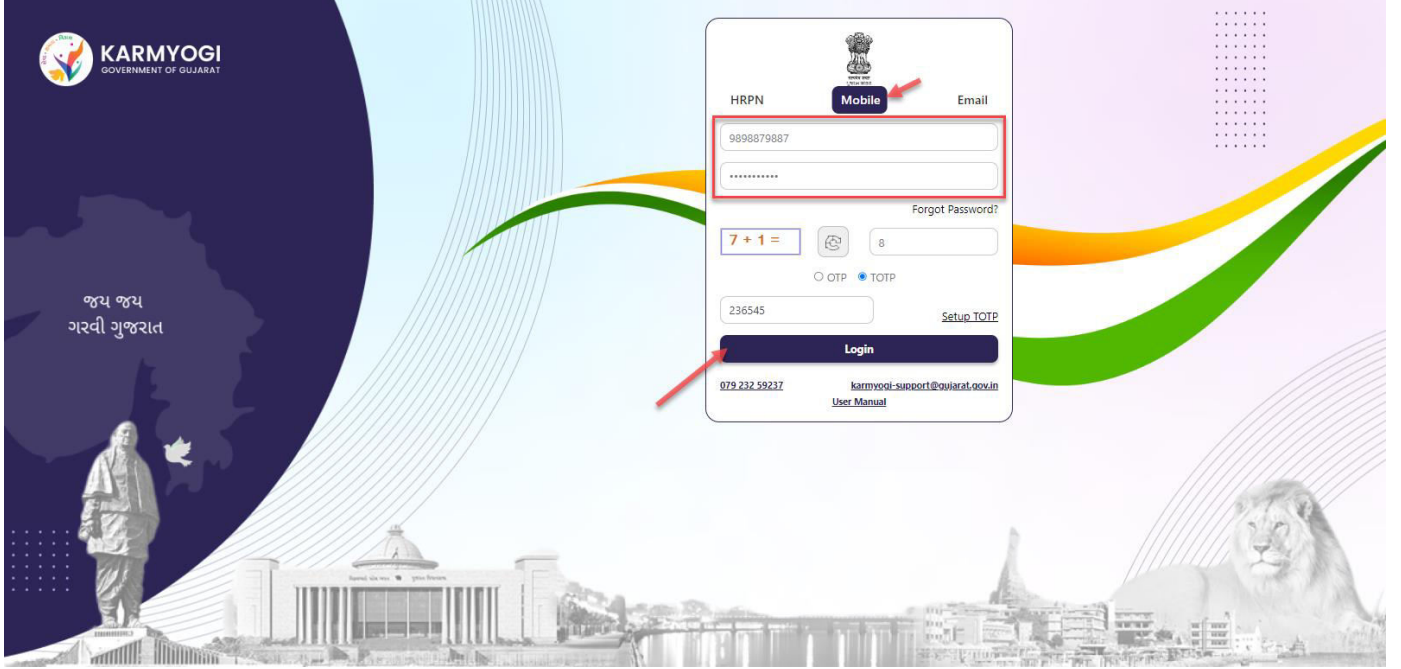 KARMYOGI
GOVERNMENT OF GUJARAT
જય જય
ગરવી ગુજરાત
HRPN Mobile Email
9898879887
•••••••••••
Forgot Password?
7 + 1 = 8
OTP TOTP
236545 Setup TOTP
Login
079 232 59237 karmyogi-support@gujarat.gov.in
User Manual